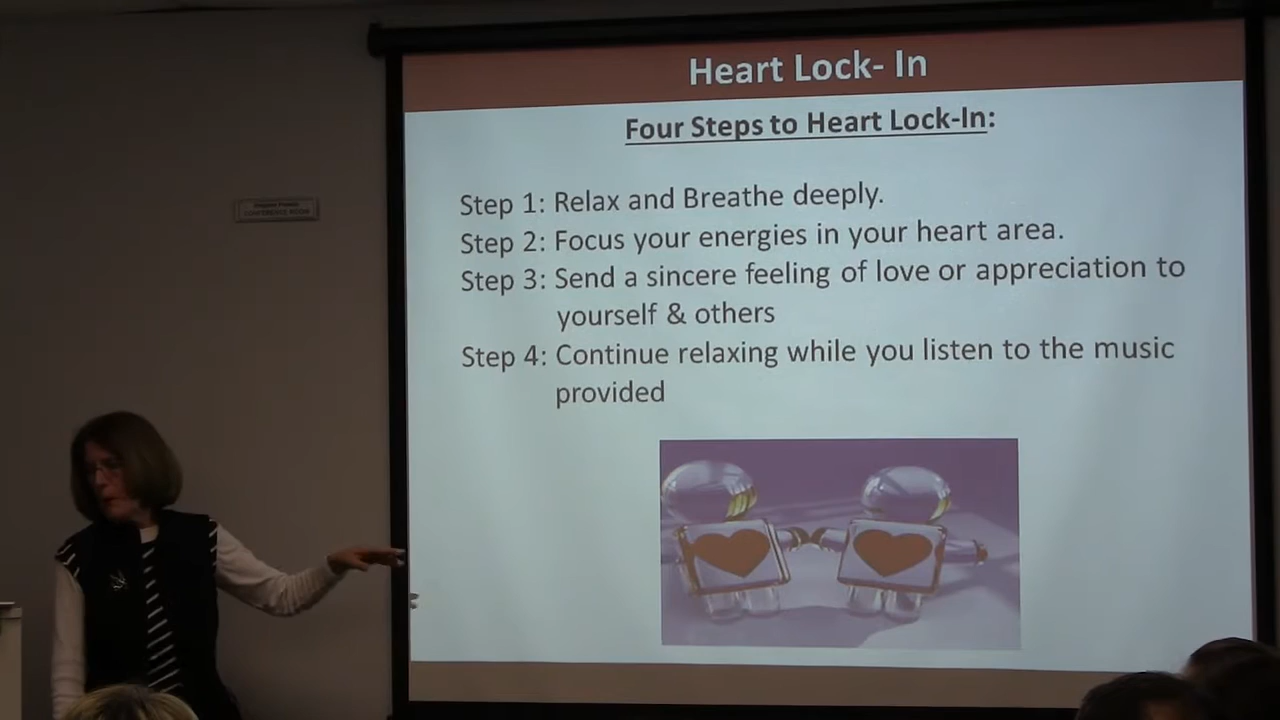 Heart Lock- In
Four Steps to Heart Lock-In:
Step 1: Relax and Breathe deeply.
Step 2: Focus your energies in your heart area.
Step 3: Send a sincere feeling of love or appreciation to
yourself & others
Step 4: Continue relaxing while you listen to the music
provided
CONFERENCE ROOM